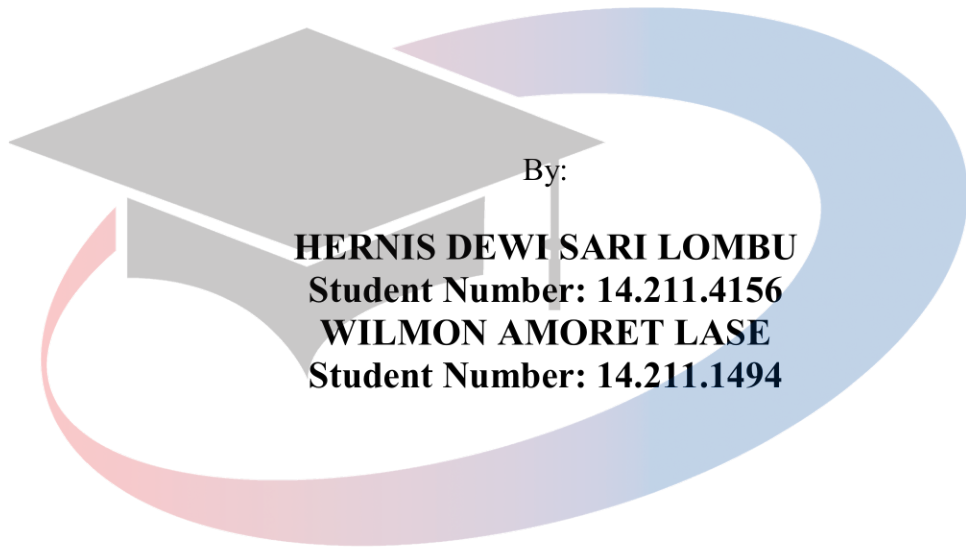 By:
HERNIS DEWI SARI LOMBU
Student Number: 14.211.4156
WILMON AMORET LASE
Student Number: 14.211.1494